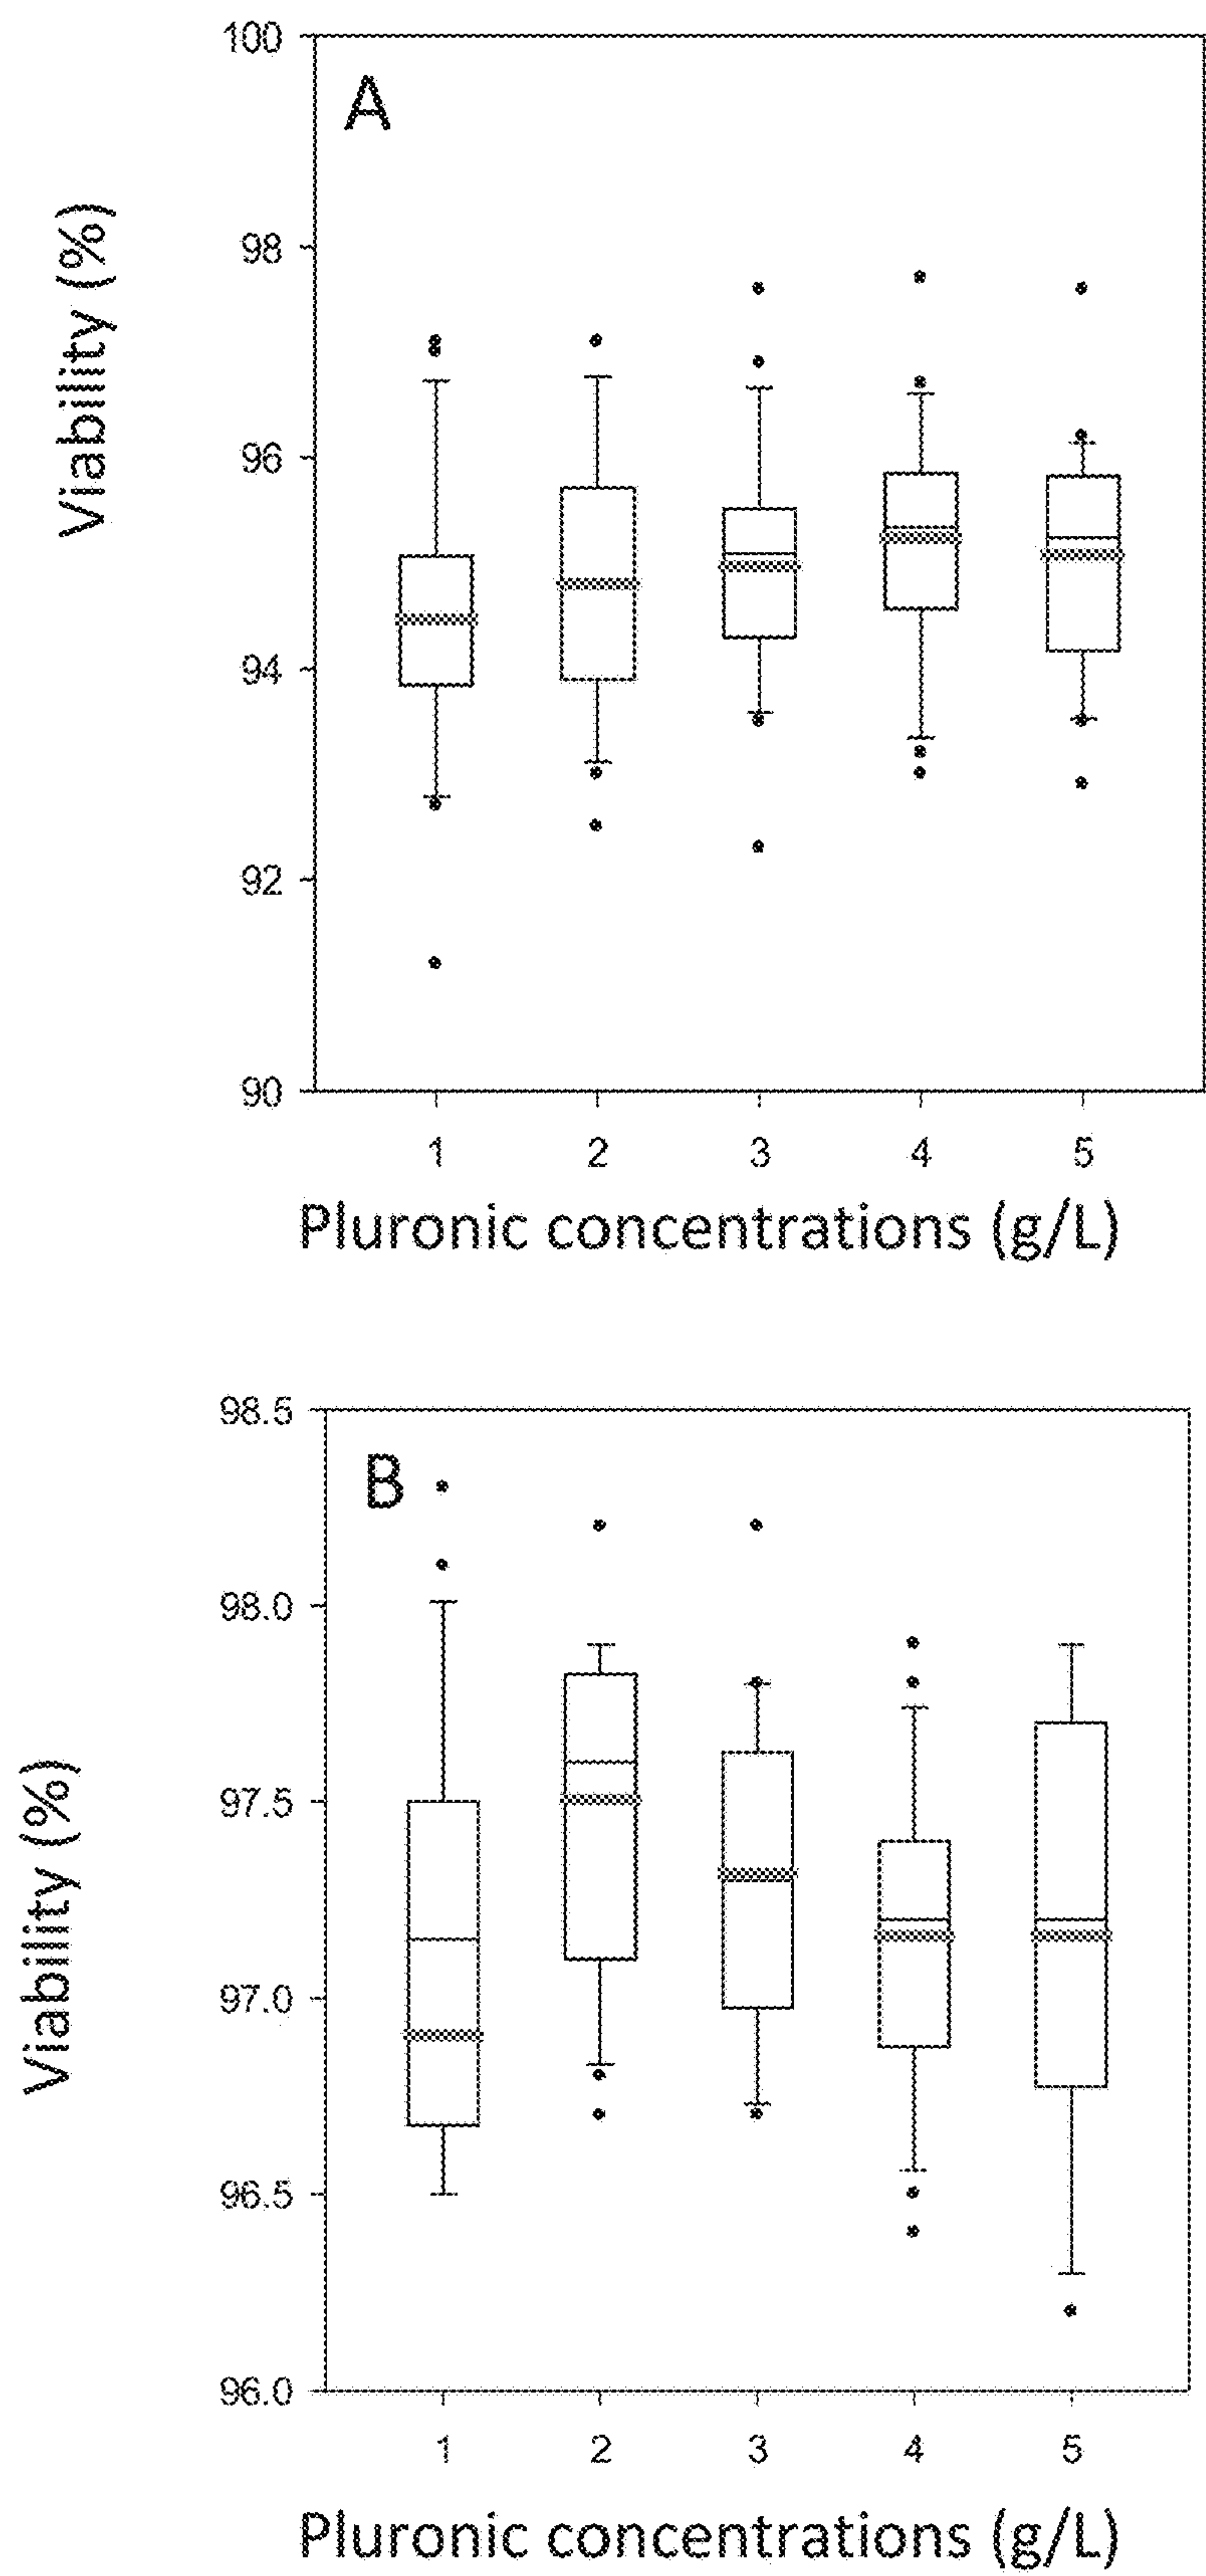 A
Viability (%)
100
98
96
94
92
90
1 2 3 4 5
Pluronic concentrations (g/L)
B
Viability (%)
98.5
98.0
97.5
97.0
96.5
96.0
1 2 3 4 5
Pluronic concentrations (g/L)